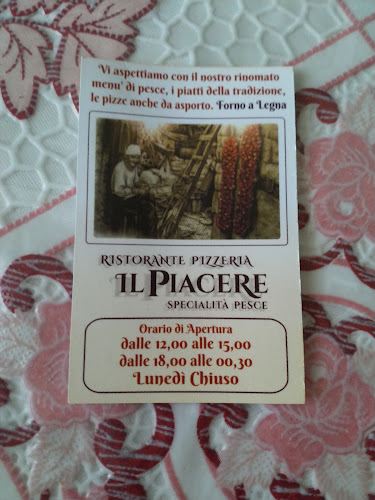 Vi aspettiamo con il nostro rinomato
menu' di pesce, i piatti della tradizione,
le pizze anche da asporto. Forno a Legna
RISTORANTE PIZZERIA
IL PIACERE
SPECIALITÀ PESCE
Orario di Apertura
dalle 12,00 alle 15,00
dalle 18,00 alle 00,30
Lunedì Chiuso